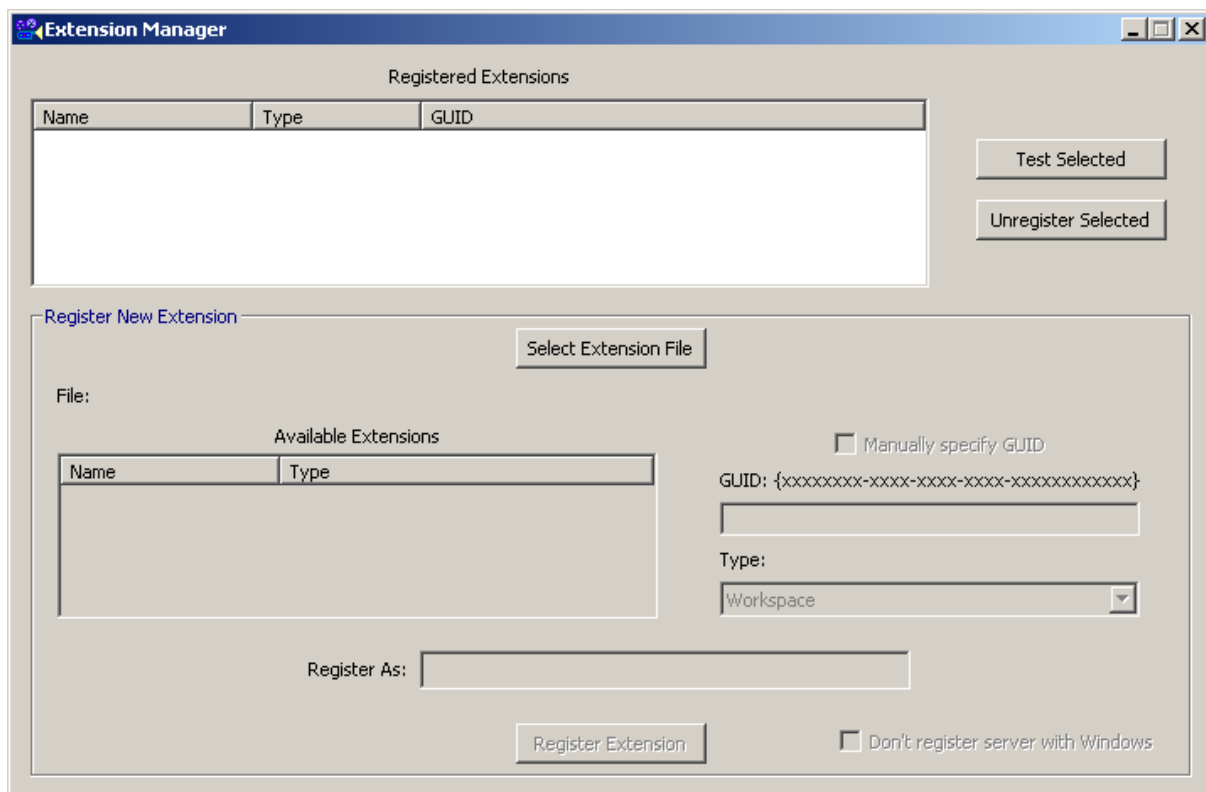 Extension Manager
Registered Extensions
Name Type GUID
Test Selected
Unregister Selected
Register New Extension
Select Extension File
File:
Available Extensions
Manually specify GUID
Name Type
GUID: {xxxxxxxx-xxxx-xxxx-xxxx-xxxxxxxxxxxx}
Type:
Workspace
Register As:
Register Extension
Don't register server with Windows